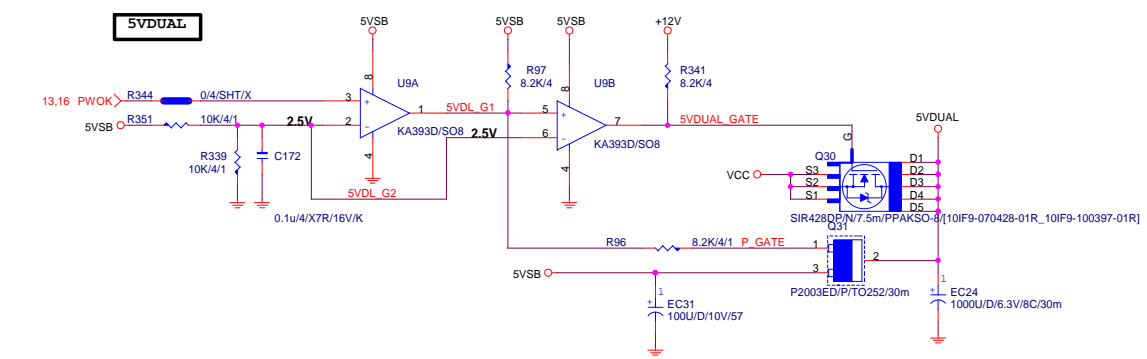 5VDUAL
5VSB
5VSB
5VSB
+12V
R97
8.2K/4
R341
8.2K/4
U9A
U9B
8
8
13,16 PWOK
R344
0/4/SHT/X
3
+
1
5VDL_G1
5
+
7
5VDUAL_GATE
5VSB
R351
10K/4/1
2.5V
2
-
KA393D/SO8
2.5V
6
-
KA393D/SO8
4
4
R339
10K/4/1
C172
0.1u/4/X7R/16V/K
5VDL_G2
G
5VDUAL
Q30
VCC
S3
S2
S1
D1
D2
D3
D4
D5
SIR428DP/N/7.5m/PPAKSO-8/[10IF9-070428-01R_10IF9-100397-01R]
Q31
R96
8.2K/4/1
P_GATE
1
2
3
5VSB
P2003ED/P/TO252/30m
1
+
EC31
100U/D/10V/57
1
+
EC24
1000U/D/6.3V/8C/30m